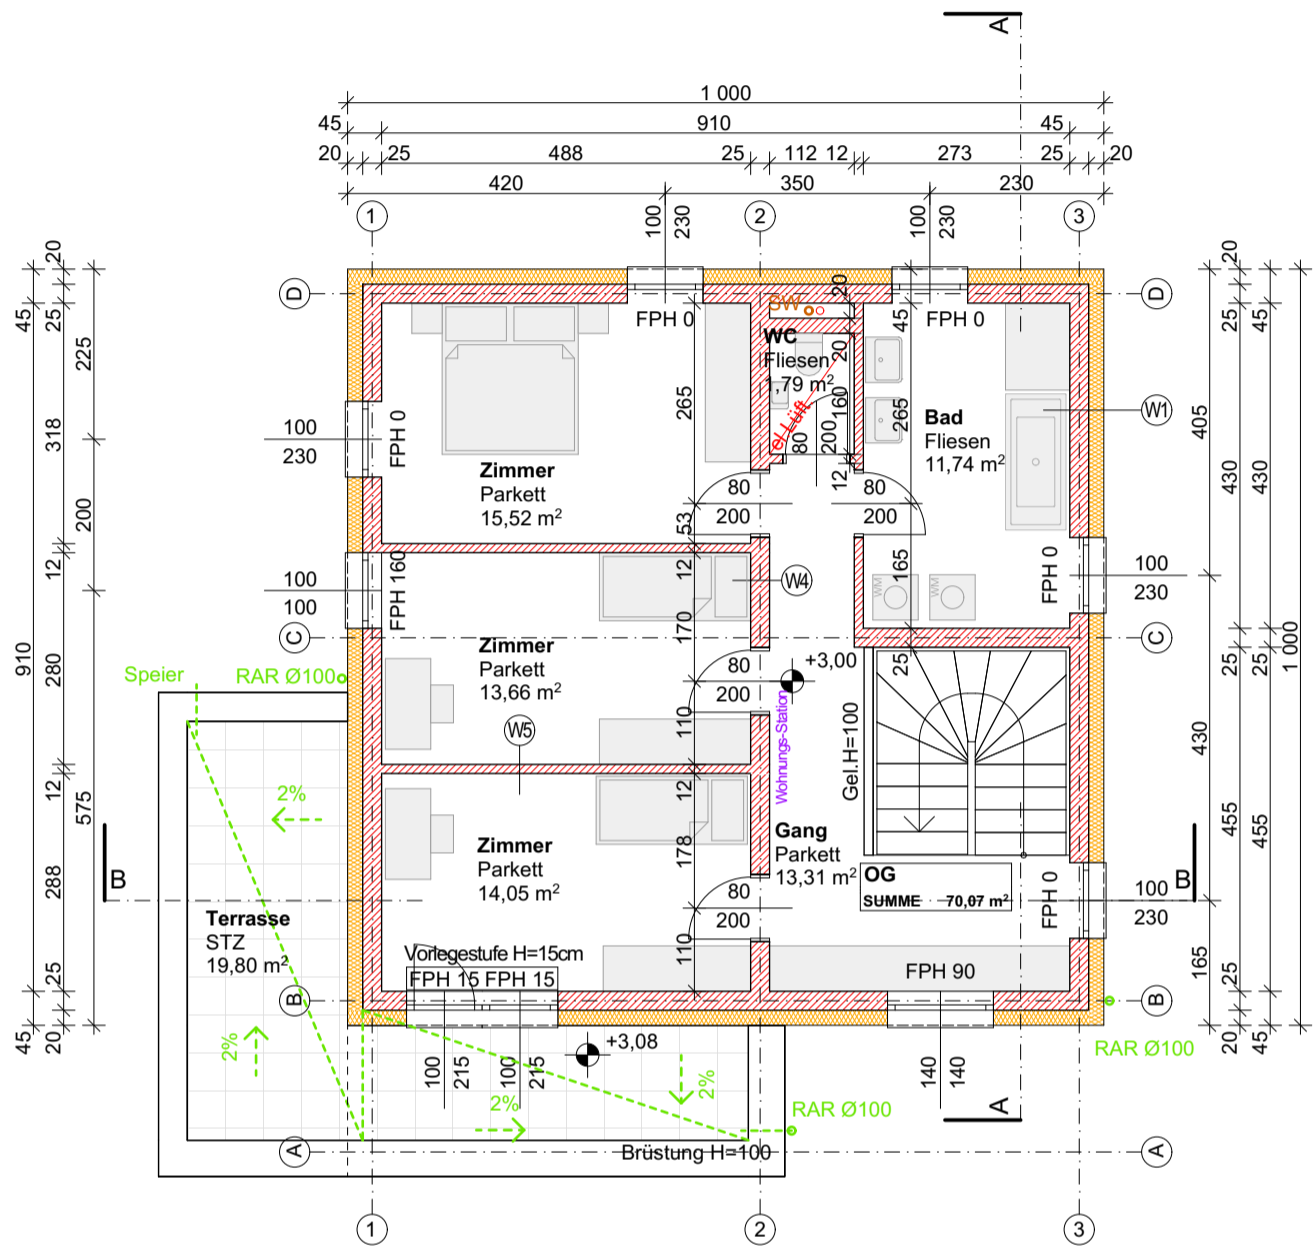 A
1 000
45 910 45
20 25 488 25 112 12 273 25 20
420 350 230
1 2 3
100 230
100 230
20
45 25
225
318
200
12
910
280
12
575
288
25
45 20
20
25 45
405
430 430
25 25
1 000
430
455 455
165
25
20 45
D
D
FPH 0
SW
20
45
FPH 0
WC
Fliesen
1,79 m²
20
160
el Lüft
80
200
12
265
265
Bad
Fliesen
11,74 m²
W1
100
230
FPH 0
Zimmer
Parkett
15,52 m²
80
200
53
80
200
12
100
100
FPH 160
W4
165
WM
WM
FPH 0
100
230
C
C
170
Zimmer
Parkett
13,66 m²
80
200
+3,00
25
Speier
RAR Ø100
W5
110
Wohnungs-Station
Gel.H=100
2%
12
178
Zimmer
Parkett
14,05 m²
Gang
Parkett
13,31 m²
OG
SUMME 70,07 m²
80
200
B
B
FPH 0
100
230
Terrasse
STZ
19,80 m²
Vorlegestufe H=15cm
FPH 15 FPH 15
110
FPH 90
B
B
2%
+3,08
100 215
100 215
2%
2%
140 140
RAR Ø100
RAR Ø100
A
Brüstung H=100
A
A
1 2 3